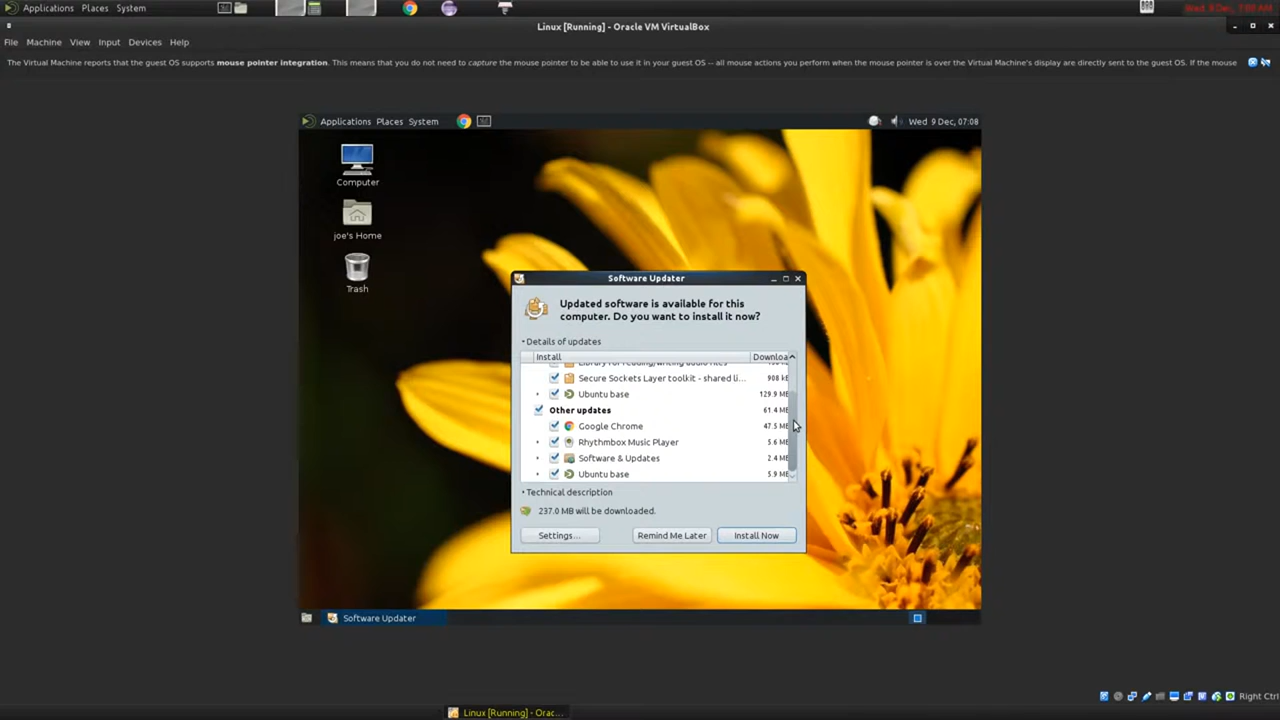 Applications Places System
Linux [Running] - Oracle VM VirtualBox
File Machine View Input Devices Help
The Virtual Machine reports that the guest OS supports mouse pointer integration. This means that you do not need to capture the mouse pointer to be able to use it in your guest OS -- all mouse actions you perform when the mouse pointer is over the Virtual Machine's display are directly sent to the guest OS. If the mouse
Applications Places System
Wed 9 Dec, 07:08
Computer
joe's Home
Trash
Software Updater
Updated software is available for this
computer. Do you want to install it now?
Details of updates
Install Downloa
Library for reading/writing audio files
Secure Sockets Layer toolkit - shared li... 908 kB
Ubuntu base 129.9 MB
Other updates 61.4 MB
Google Chrome 47.5 MB
Rhythmbox Music Player 5.6 MB
Software & Updates 2.4 MB
Ubuntu base 5.9 MB
Technical description
237.0 MB will be downloaded.
Settings... Remind Me Later Install Now
Software Updater
Right Ctrl
Linux [Running] - Orac...